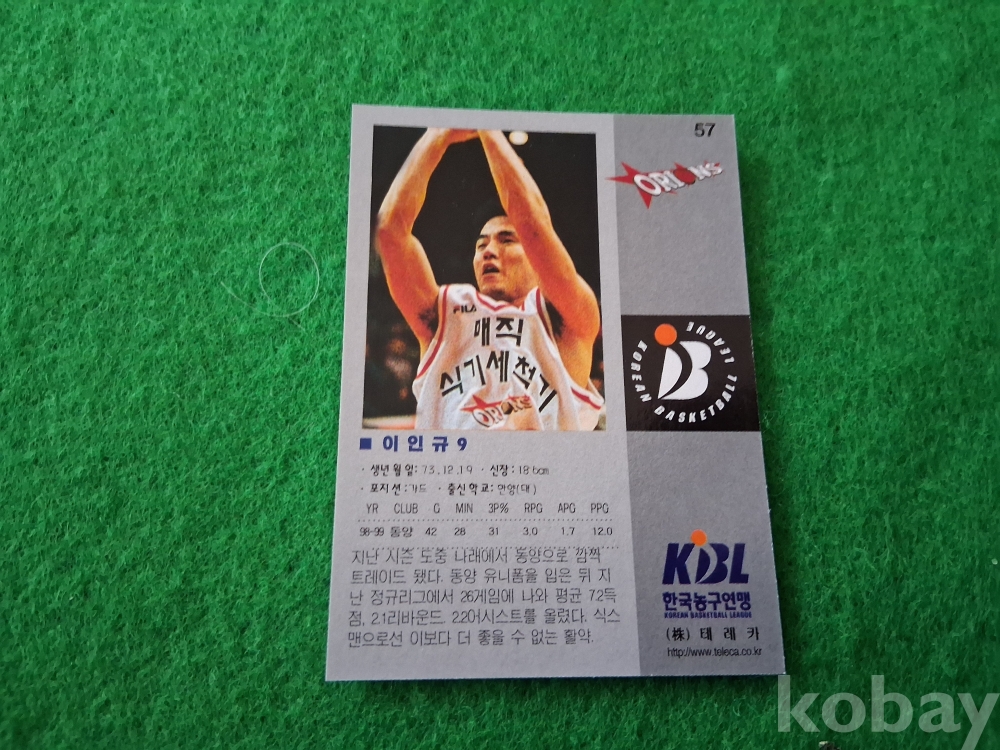 57
ORIONS
FILA
매직
식기세척기
ORIONS
KOREAN BASKETBALL LEAGUE
B
■ 이인규 9
· 생년월일: 73.12.19 · 신장: 186cm
· 포지션: 가드 · 출신학교: 한양(대)
YR CLUB G MIN 3P% RPG APG PPG
98-99 동양 42 28 31 3.0 1.7 12.0
지난 시즌 도중 나래에서 동양으로 깜짝
트레이드 됐다. 동양 유니폼을 입은 뒤 지
난 정규리그에서 26게임에 나와 평균 7.2득
점, 2.1리바운드, 2.2어시스트를 올렸다. 식스
맨으로선 이보다 더 좋을 수 없는 활약.
KBL
한국농구연맹
KOREAN BASKETBALL LEAGUE
(株) 테레카
http://www.teleca.co.kr
kobay